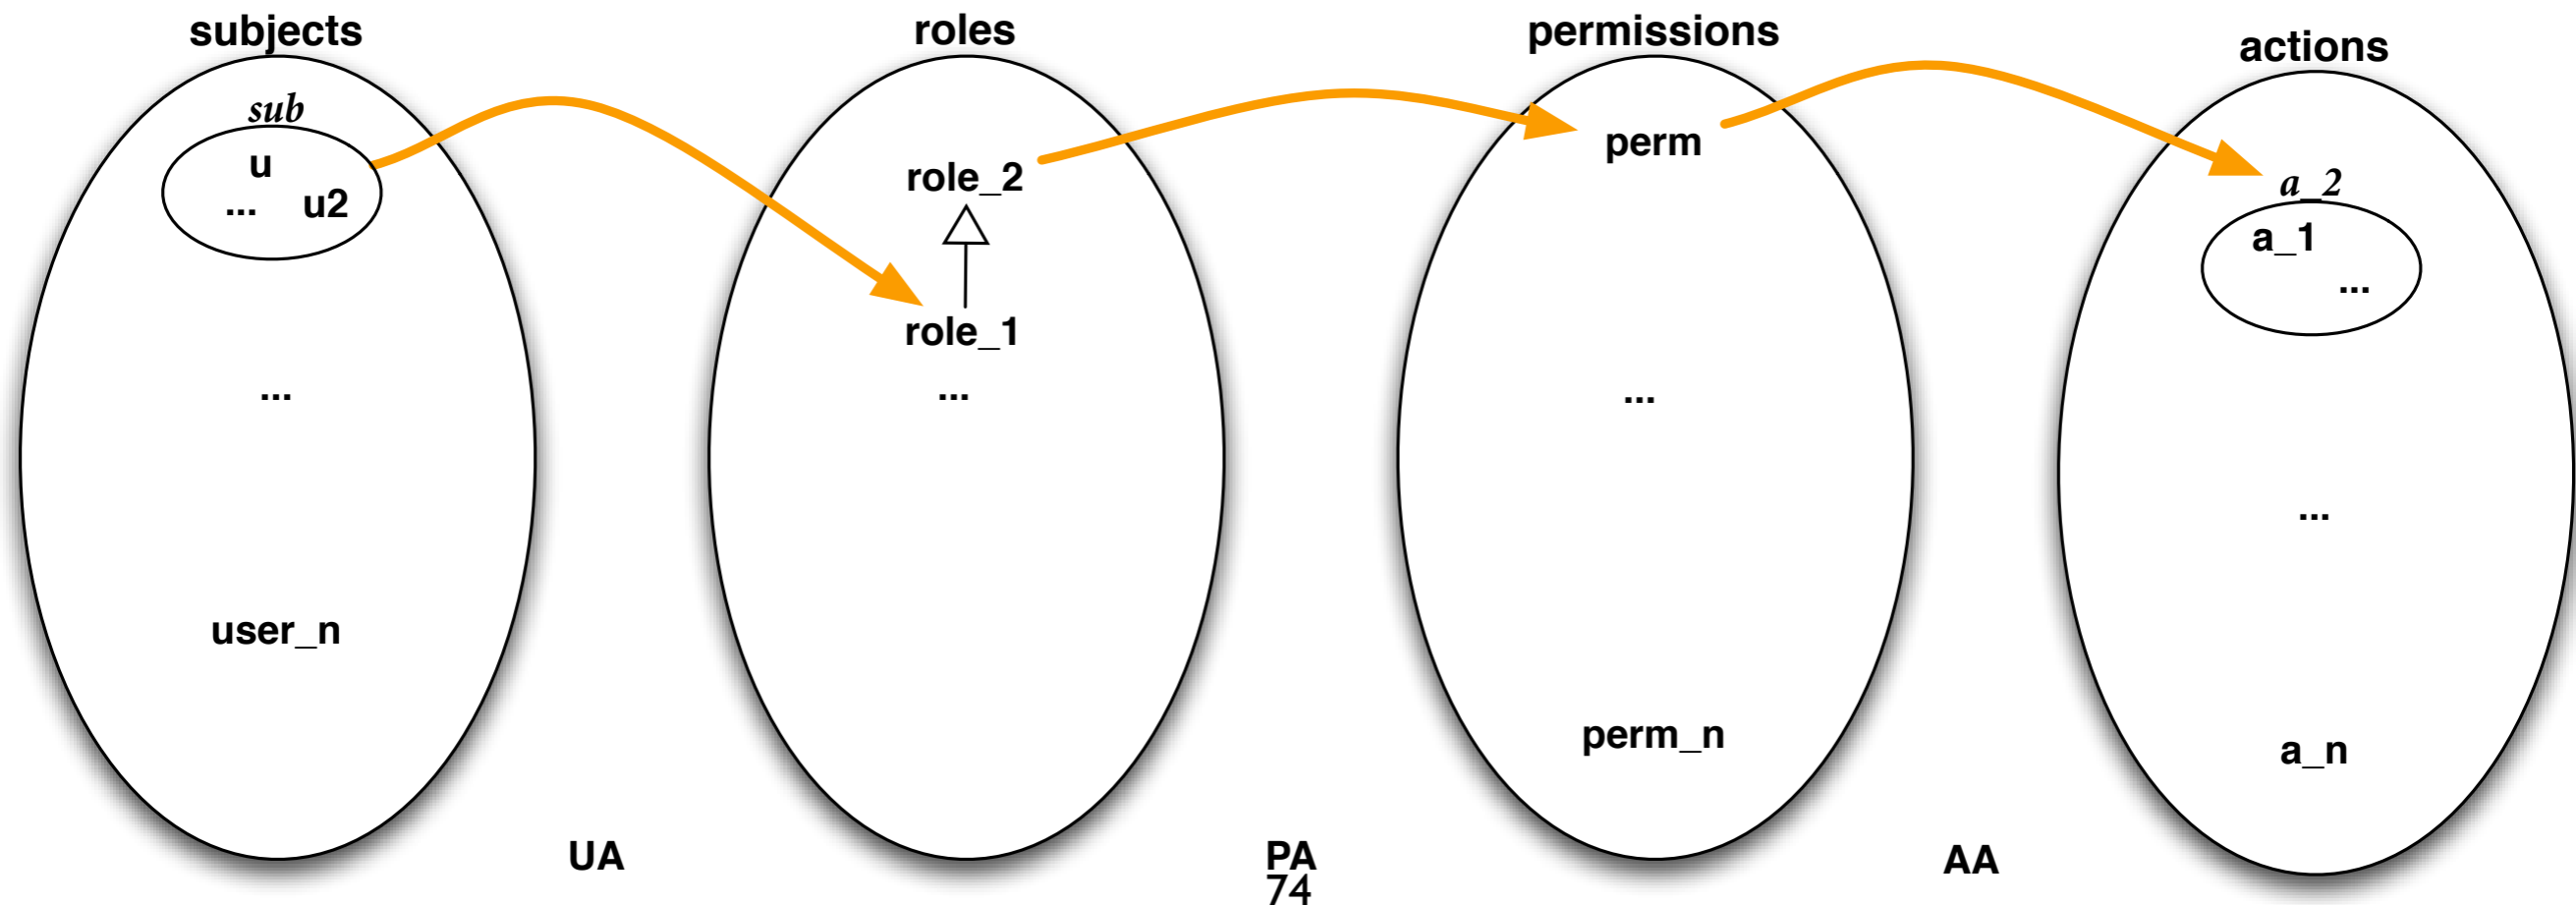 subjects
roles
permissions
actions
sub
u
... u2
...
user_n
role_2
role_1
...
perm
...
perm_n
a_2
a_1
...
...
a_n
UA
PA
AA
74